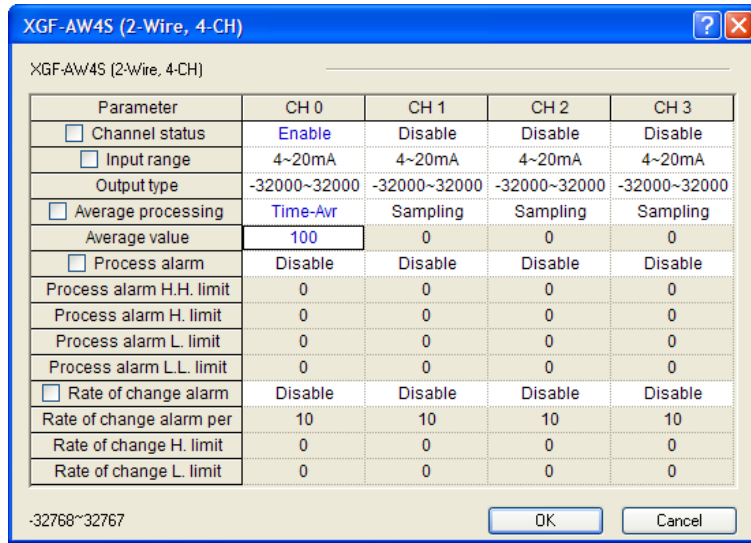 XGF-AW4S (2-Wire, 4-CH)
XGF-AW4S (2-Wire, 4-CH)
Parameter CH 0 CH 1 CH 2 CH 3
Channel status Enable Disable Disable Disable
Input range 4~20mA 4~20mA 4~20mA 4~20mA
Output type -32000~32000 -32000~32000 -32000~32000 -32000~32000
Average processing Time-Avr Sampling Sampling Sampling
Average value 100 0 0 0
Process alarm Disable Disable Disable Disable
Process alarm H.H. limit 0 0 0 0
Process alarm H. limit 0 0 0 0
Process alarm L. limit 0 0 0 0
Process alarm L.L. limit 0 0 0 0
Rate of change alarm Disable Disable Disable Disable
Rate of change alarm per 10 10 10 10
Rate of change H. limit 0 0 0 0
Rate of change L. limit 0 0 0 0
-32768~32767 OK Cancel